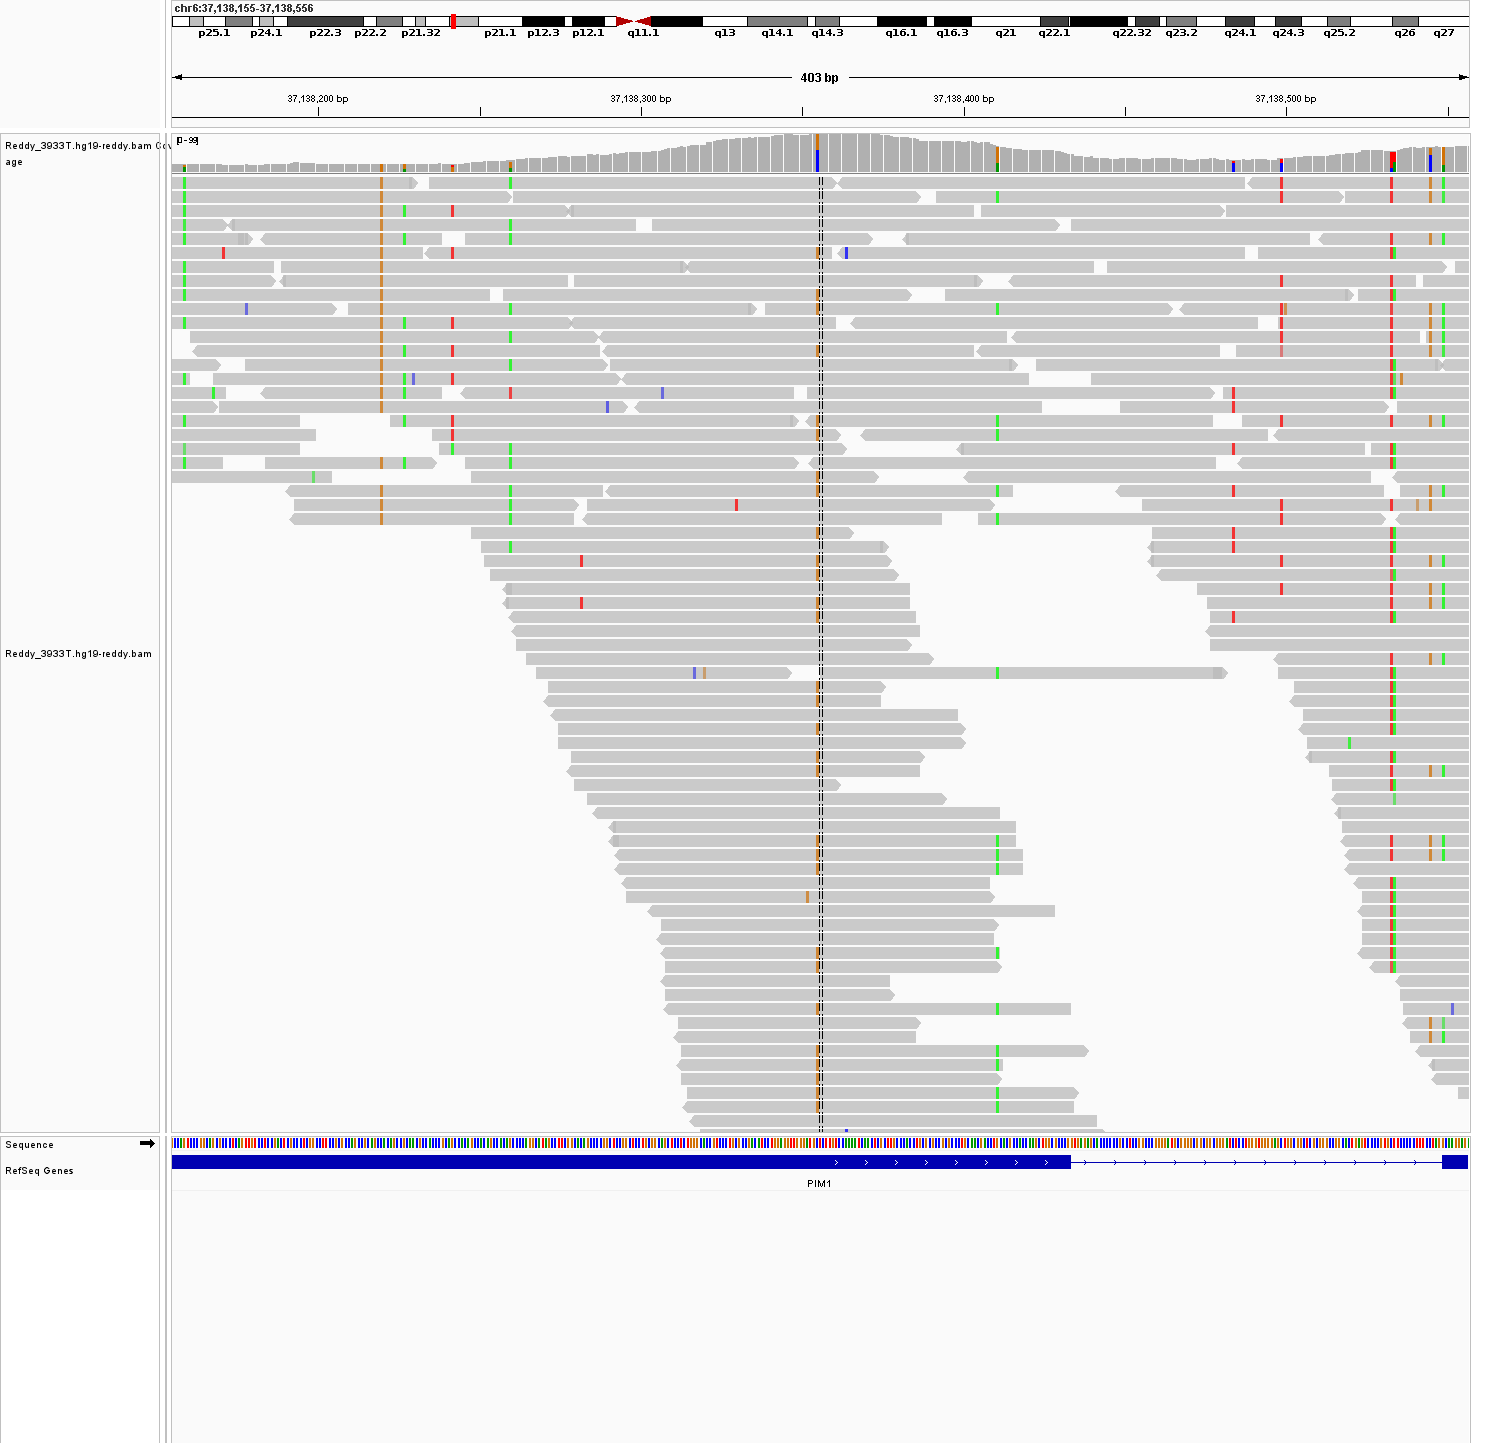 chr6:37,138,155-37,138,556
p25.1 p24.1 p22.3 p22.2 p21.32 p21.1 p12.3 p12.1 q11.1 q13 q14.1 q14.3 q16.1 q16.3 q21 q22.1 q22.32 q23.2 q24.1 q24.3 q25.2 q26 q27
403 bp
37,138,200 bp 37,138,300 bp 37,138,400 bp 37,138,500 bp
[0-99]
Reddy_3933T.hg19-reddy.bam Cov
age
Reddy_3933T.hg19-reddy.bam
Sequence
RefSeq Genes
PIM1